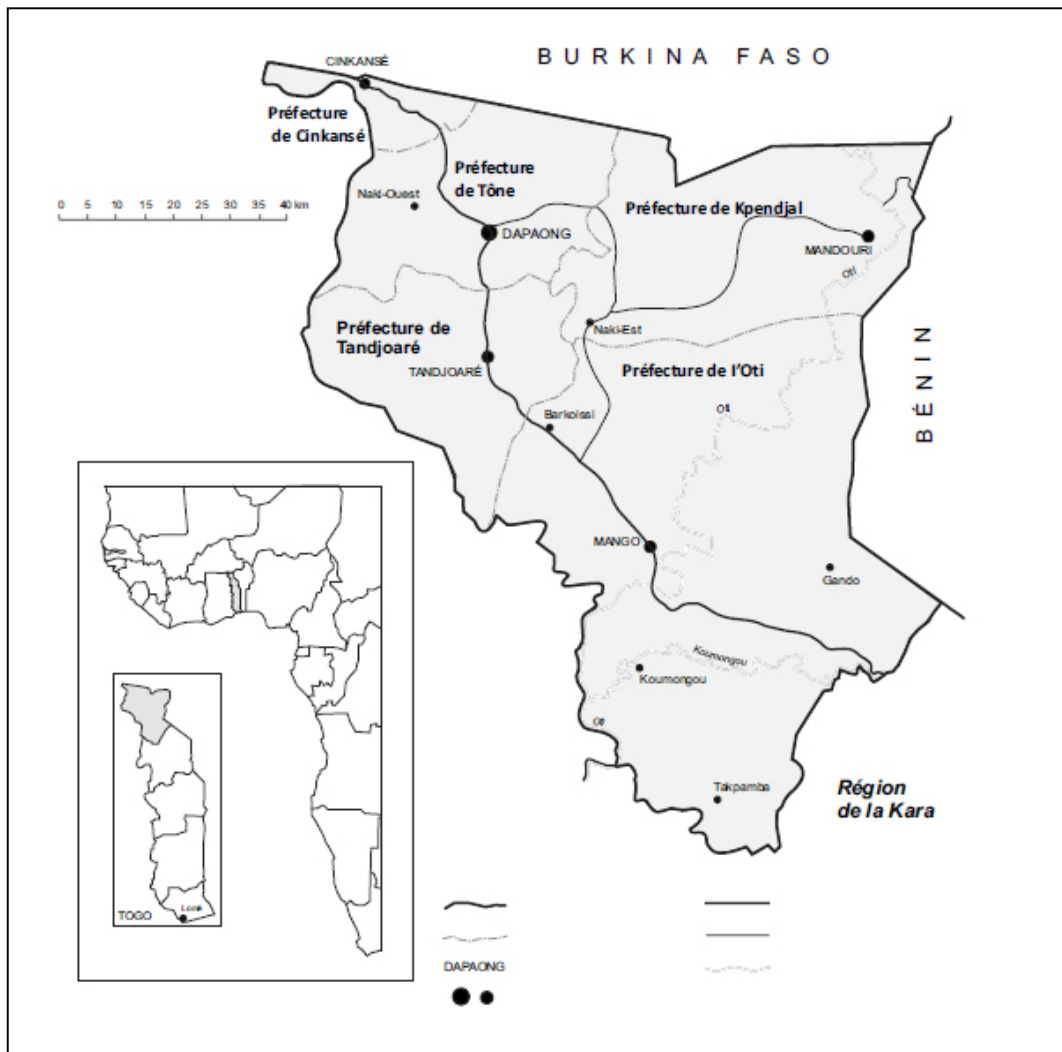 BURKINA FASO
CINKANSÉ
Préfecture
de Cinkansé
Préfecture
de Tône
Naki-Ouest
0 5 10 15 20 25 30 35 40 km
Préfecture de Kpendjal
DAPAONG
MANDOURI
Oti
Préfecture de
Tandjoaré
Naki-Est
TANDJOARÉ
Préfecture de l'Oti
BÉNIN
Oti
Barkoissi
MANGO
Gando
Koumongou
Koumongou
Oti
Takpamba
Région
de la Kara
Lomé
TOGO
DAPAONG